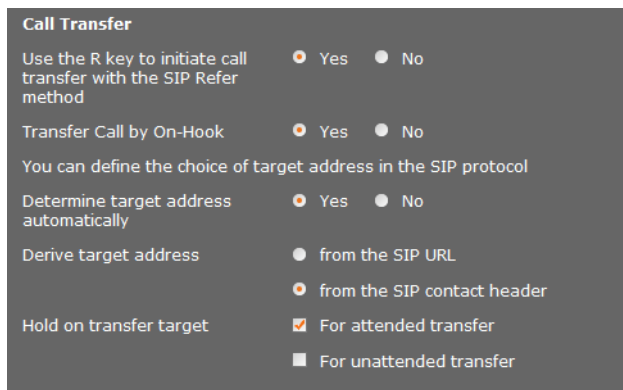 Call Transfer
Use the R key to initiate call Yes No
transfer with the SIP Refer
method
Transfer Call by On-Hook Yes No
You can define the choice of target address in the SIP protocol
Determine target address Yes No
automatically
Derive target address from the SIP URL
from the SIP contact header
Hold on transfer target For attended transfer
For unattended transfer